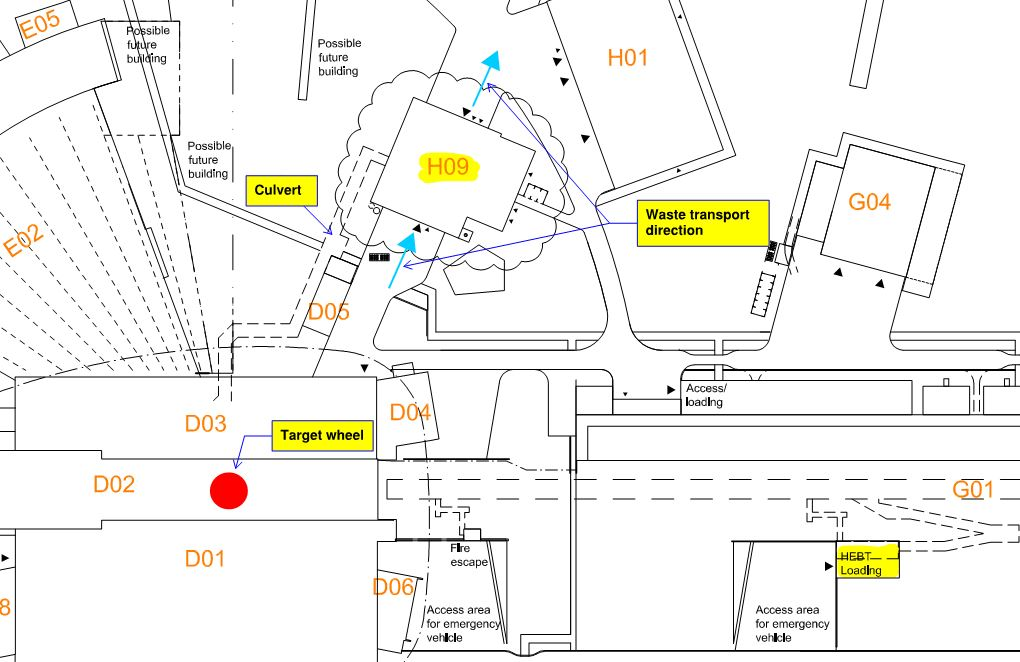 E05
Possible
future
building
Possible
future
building
H01
Possible
future
building
H09
Culvert
Waste transport
direction
G04
E02
D05
Access/
loading
D04
D03
Target wheel
D02
G01
D01
Fire
escape
HEBT
Loading
D06
8
Access area
for emergency
vehicle
Access area
for emergency
vehicle